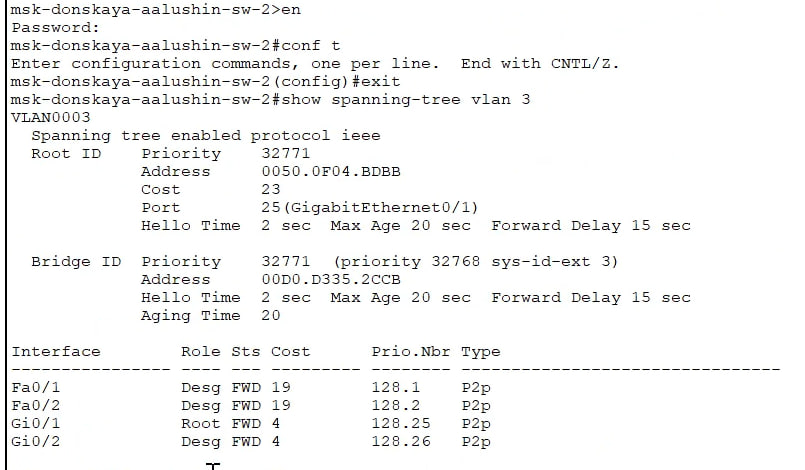 msk-donskaya-aalushin-sw-2>en
Password:
msk-donskaya-aalushin-sw-2#conf t
Enter configuration commands, one per line.  End with CNTL/Z.
msk-donskaya-aalushin-sw-2(config)#exit
msk-donskaya-aalushin-sw-2#show spanning-tree vlan 3
VLAN0003
  Spanning tree enabled protocol ieee
  Root ID    Priority    32771
             Address     0050.0F04.BDBB
             Cost        23
             Port        25(GigabitEthernet0/1)
             Hello Time  2 sec  Max Age 20 sec  Forward Delay 15 sec

  Bridge ID  Priority    32771  (priority 32768 sys-id-ext 3)
             Address     00D0.D335.2CCB
             Hello Time  2 sec  Max Age 20 sec  Forward Delay 15 sec
             Aging Time  20

Interface        Role Sts Cost      Prio.Nbr Type
---------------- ---- --- --------- -------- --------------------------------
Fa0/1            Desg FWD 19        128.1    P2p
Fa0/2            Desg FWD 19        128.2    P2p
Gi0/1            Root FWD 4         128.25   P2p
Gi0/2            Desg FWD 4         128.26   P2p